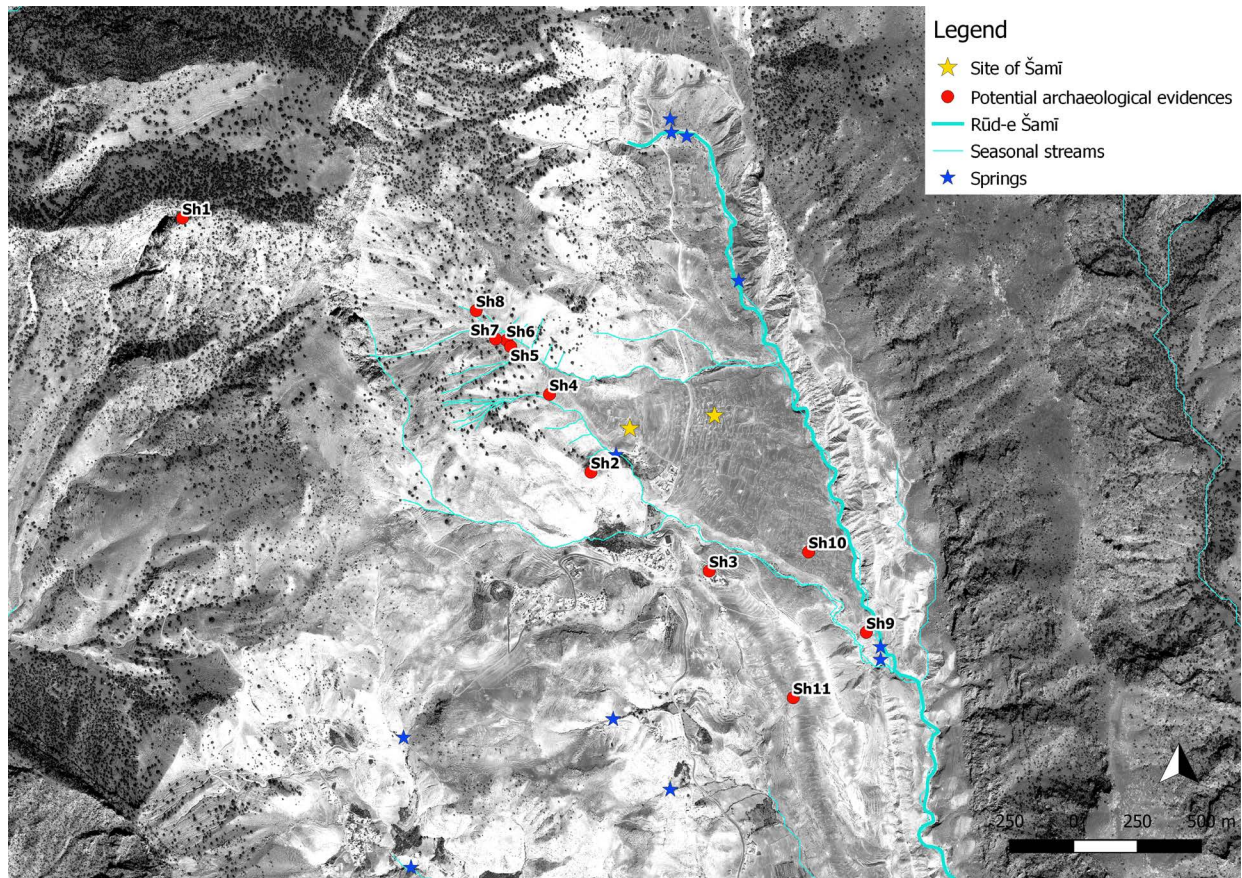 Legend
Site of Šamī
Potential archaeological evidences
Rūd-e Šamī
Seasonal streams
Springs
Sh1
Sh8
Sh7 Sh6
Sh5
Sh4
Sh2
Sh10
Sh3
Sh9
Sh11
250 0 250 500 m